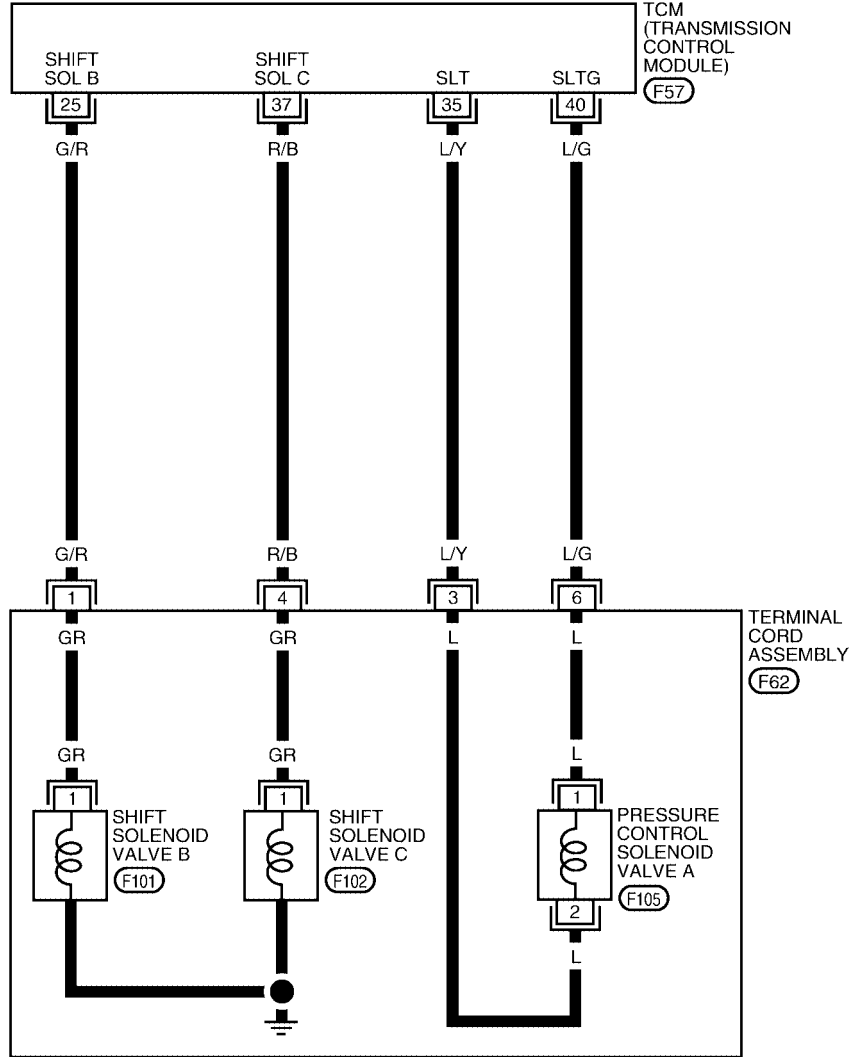 TCM
(TRANSMISSION
CONTROL
MODULE)
F57
SHIFT
SOL B
SHIFT
SOL C
SLT
SLTG
25
37
35
40
G/R
R/B
L/Y
L/G
G/R
R/B
L/Y
L/G
1
4
3
6
TERMINAL
CORD
ASSEMBLY
F62
GR
GR
L
L
GR
GR
L
1
1
1
SHIFT
SOLENOID
VALVE B
F101
SHIFT
SOLENOID
VALVE C
F102
PRESSURE
CONTROL
SOLENOID
VALVE A
F105
2
L